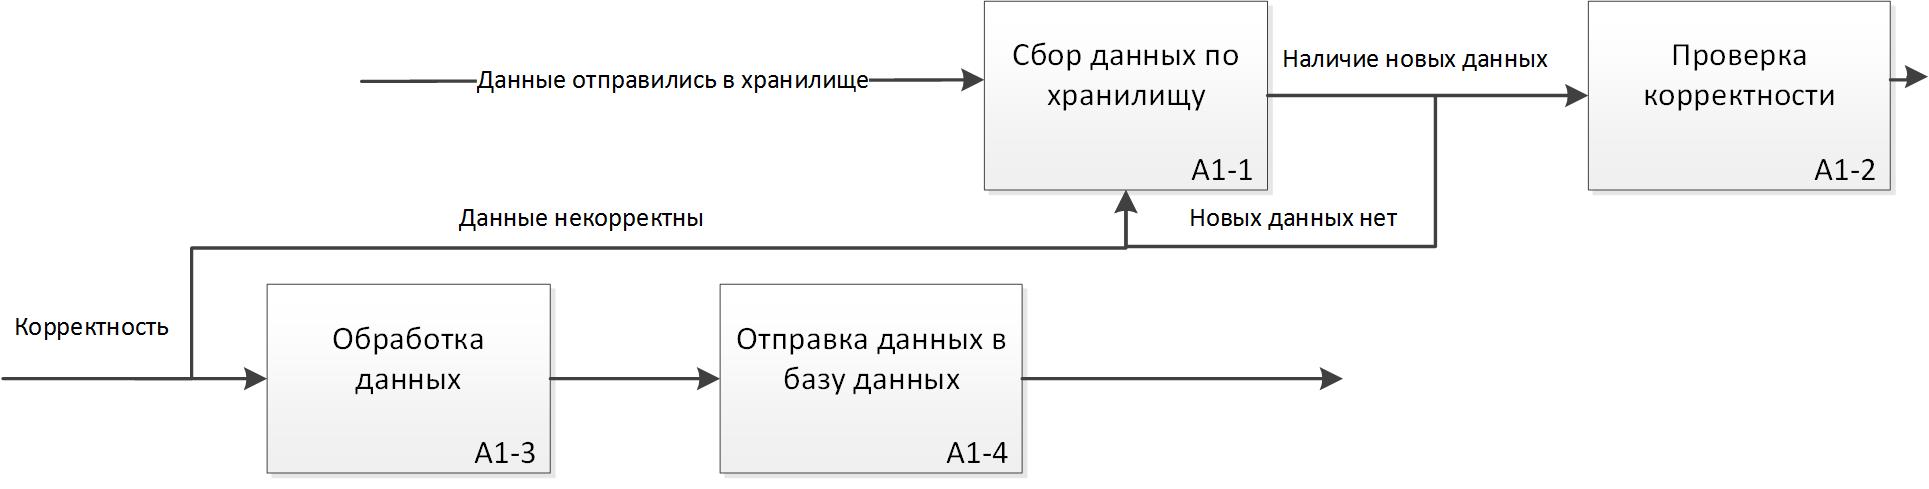 Данные отправились в хранилище
Сбор данных по
хранилищу
A1-1
Наличие новых данных
Проверка
корректности
A1-2
Данные некорректны
Новых данных нет
Корректность
Обработка
данных
A1-3
Отправка данных в
базу данных
A1-4